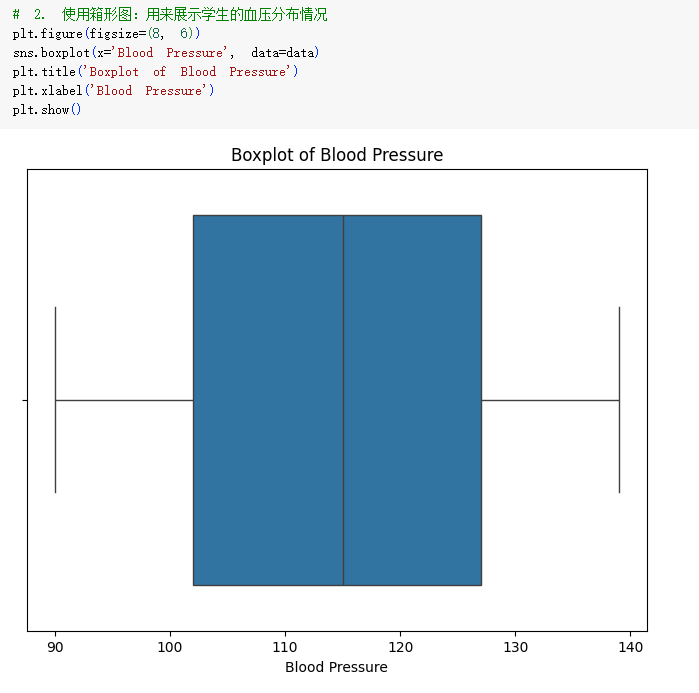 #  2.  使用箱形图：用来展示学生的血压分布情况
plt.figure(figsize=(8, 6))
sns.boxplot(x='Blood Pressure', data=data)
plt.title('Boxplot of Blood Pressure')
plt.xlabel('Blood Pressure')
plt.show()
Boxplot of Blood Pressure
90 100 110 120 130 140
Blood Pressure